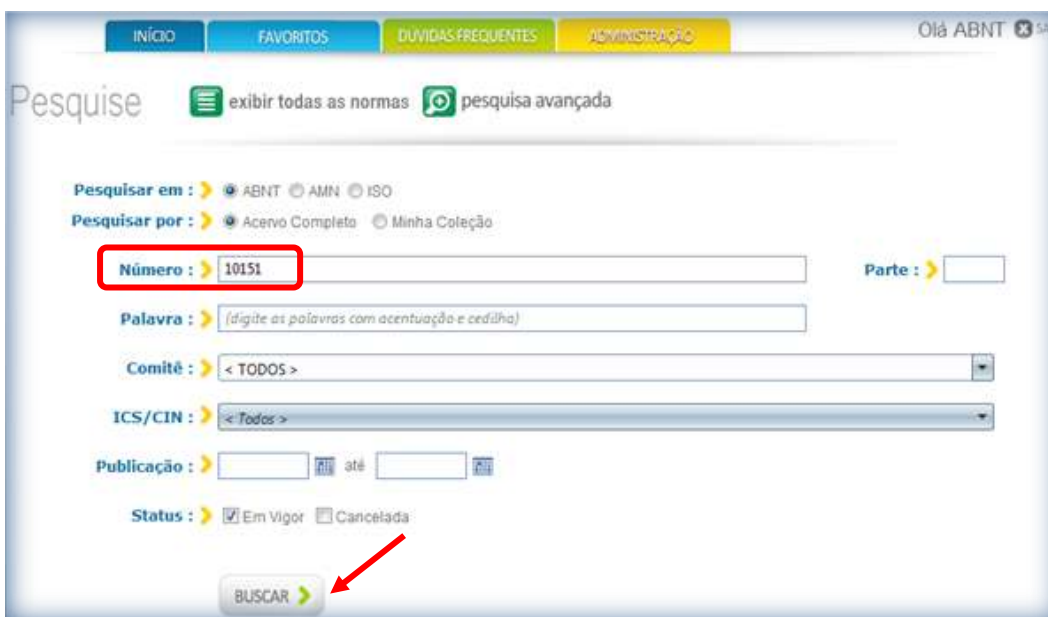 INÍCIO FAVORITOS DÚVIDAS FREQUENTES ADMINISTRAÇÃO Olá ABNT
Pesquise exibir todas as normas pesquisa avançada
Pesquisar em : ABNT AMN ISO
Pesquisar por : Acervo Completo Minha Coleção
Número : 10151 Parte :
Palavra : (digite as palavras com acentuação e cedilha)
Comitê : < TODOS >
ICS/CIN : < Todos >
Publicação : até
Status : Em Vigor Cancelada
BUSCAR